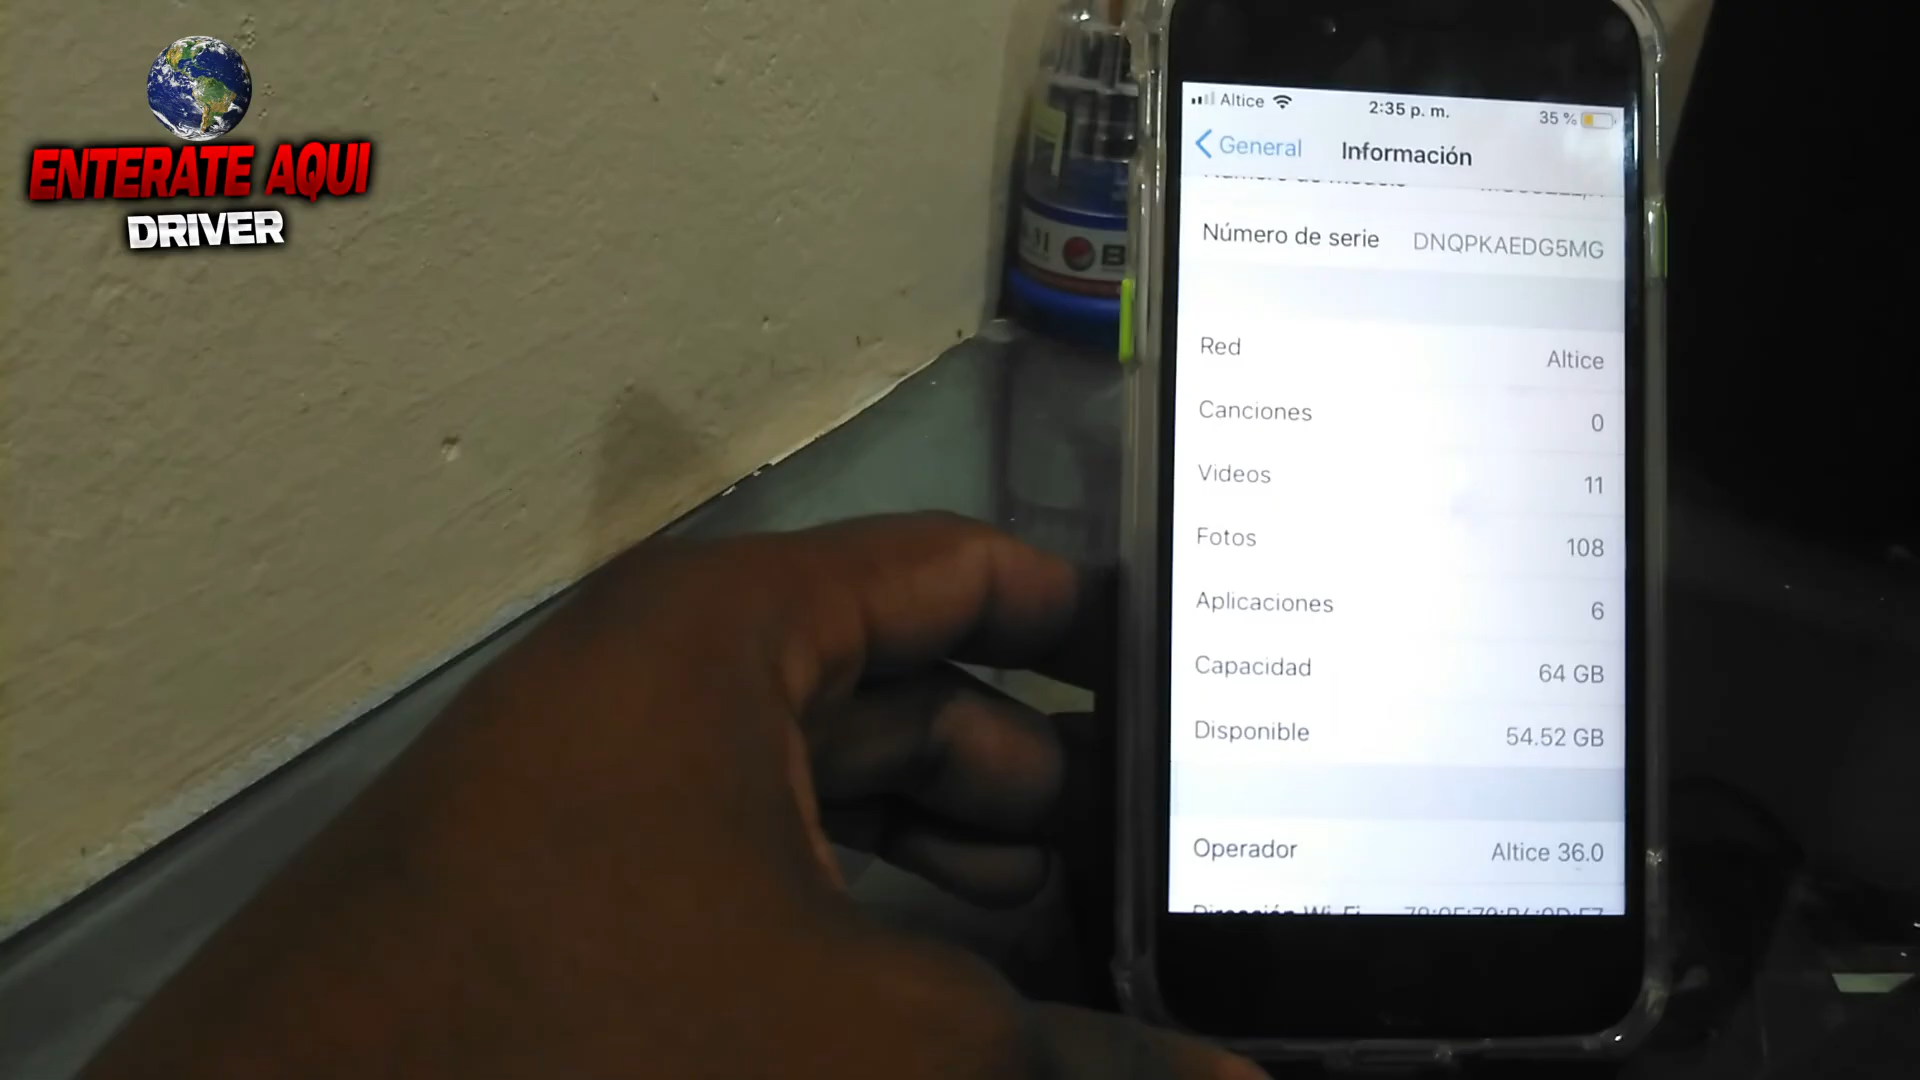 ENTERATE AQUI
DRIVER
Altice 2:35 p. m. 35 %
General Información
Número de serie DNQPKAEDG5MG
Red Altice
Canciones 0
Videos 11
Fotos 108
Aplicaciones 6
Capacidad 64 GB
Disponible 54.52 GB
Operador Altice 36.0